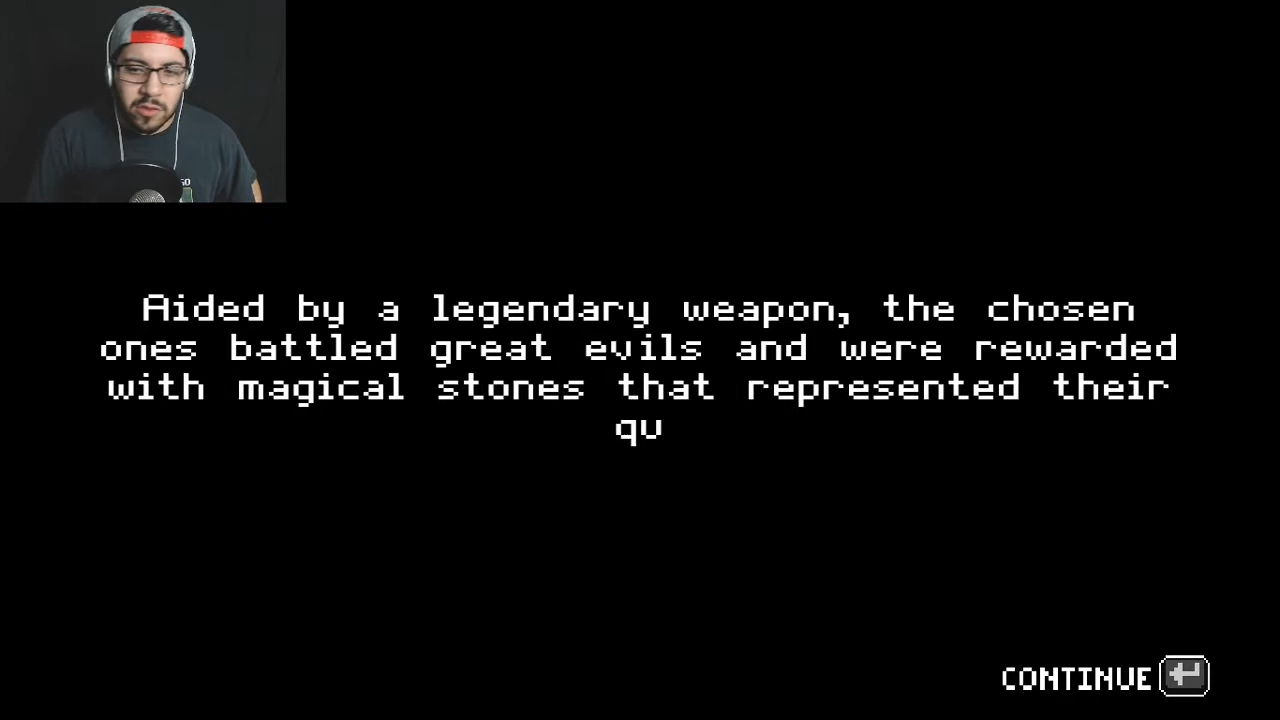 Aided by a legendary weapon, the chosen
ones battled great evils and were rewarded
with magical stones that represented their
qu
CONTINUE